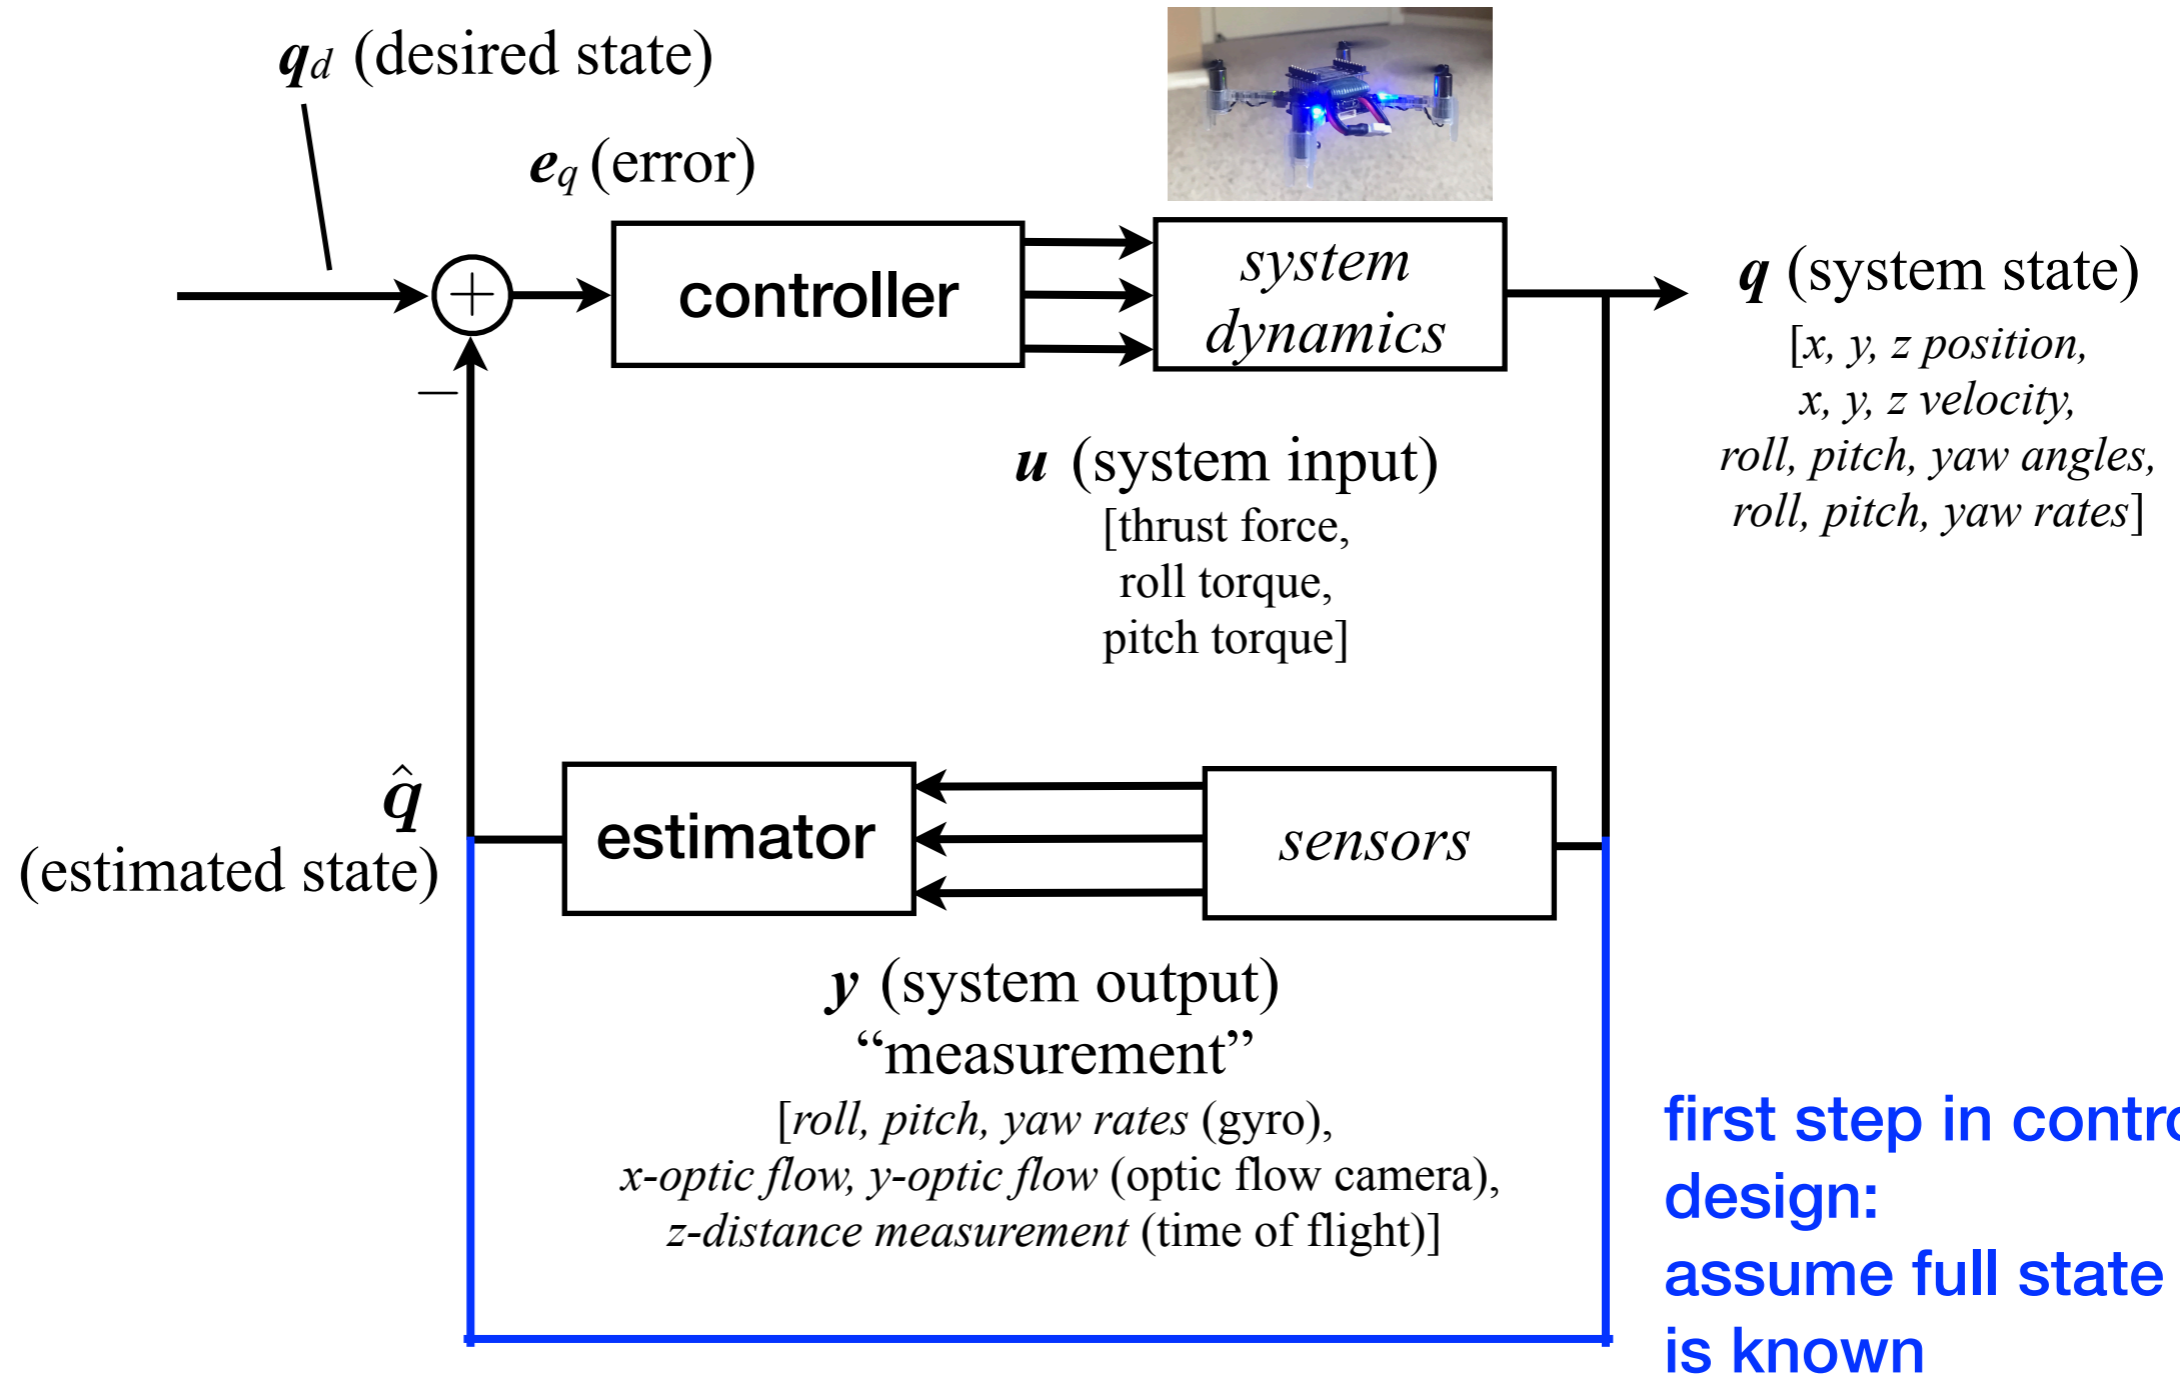 q_d (desired state)
e_q (error)
+
−
controller
system
dynamics
q (system state)
[x, y, z position,
x, y, z velocity,
roll, pitch, yaw angles,
roll, pitch, yaw rates]
u (system input)
[thrust force,
roll torque,
pitch torque]
q̂
(estimated state)
estimator
sensors
y (system output)
“measurement”
[roll, pitch, yaw rates (gyro),
x-optic flow, y-optic flow (optic flow camera),
z-distance measurement (time of flight)]
first step in contro
design:
assume full state
is known